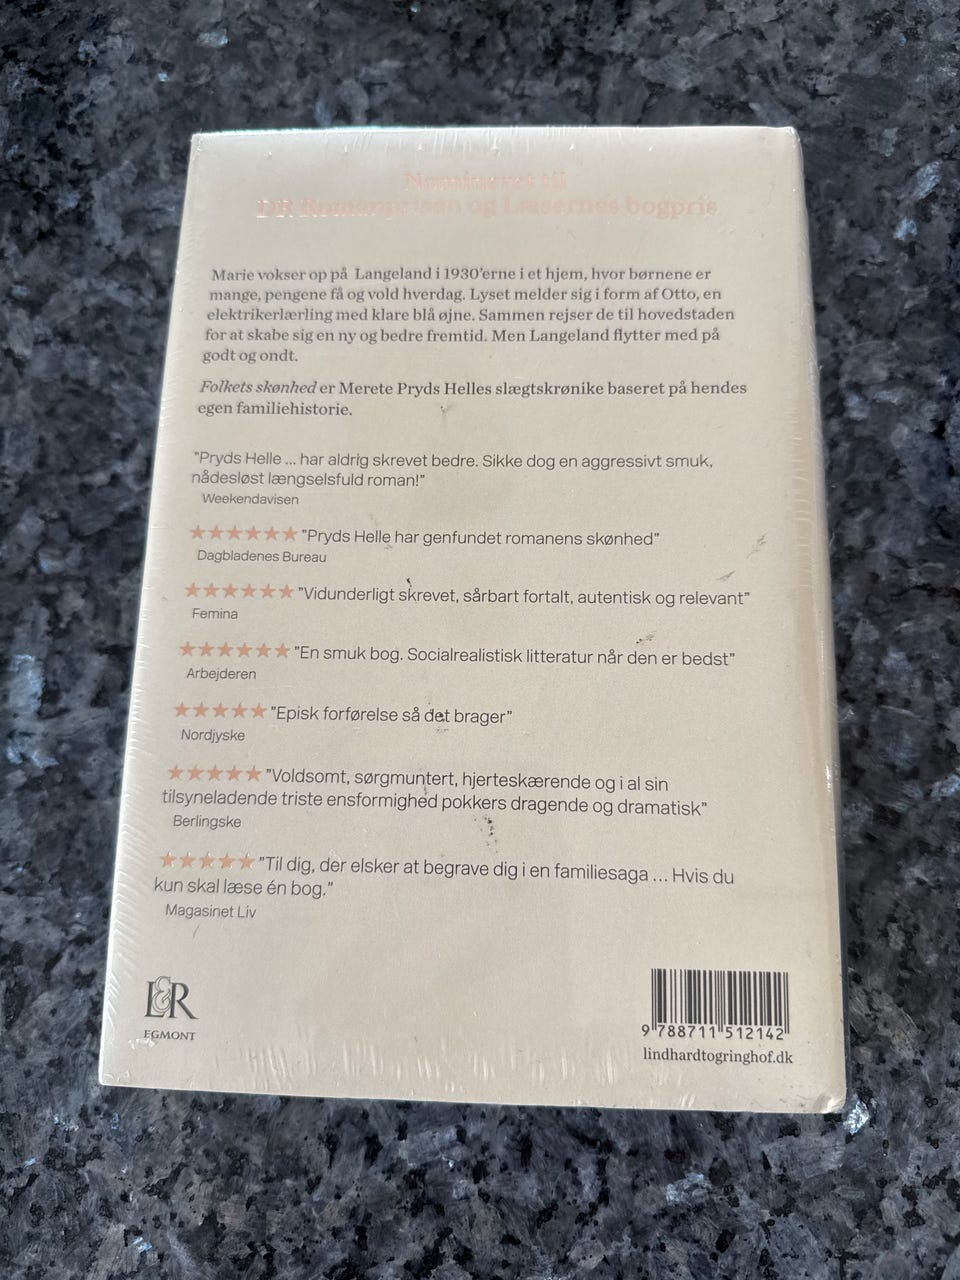 Nomineret til
DR Romanprisen og Læsernes bogpris
Marie vokser op på Langeland i 1930'erne i et hjem, hvor børnene er
mange, pengene få og vold hverdag. Lyset melder sig i form af Otto, en
elektrikerlærling med klare blå øjne. Sammen rejser de til hovedstaden
for at skabe sig en ny og bedre fremtid. Men Langeland flytter med på
godt og ondt.
Folkets skønhed er Merete Pryds Helles slægtskrønike baseret på hendes
egen familiehistorie.
"Pryds Helle ... har aldrig skrevet bedre. Sikke dog en aggressivt smuk,
nådesløst længselsfuld roman!"
Weekendavisen
★★★★★★ "Pryds Helle har genfundet romanens skønhed"
Dagbladenes Bureau
★★★★★★ "Vidunderligt skrevet, sårbart fortalt, autentisk og relevant"
Femina
★★★★★★ "En smuk bog. Socialrealistisk litteratur når den er bedst"
Arbejderen
★★★★★ "Episk forførelse så det brager"
Nordjyske
★★★★★ "Voldsomt, sørgmuntert, hjerteskærende og i al sin
tilsyneladende triste ensformighed pokkers dragende og dramatisk"
Berlingske
★★★★★ "Til dig, der elsker at begrave dig i en familiesaga ... Hvis du
kun skal læse én bog."
Magasinet Liv
L&R
EGMONT
9 788711 512142
lindhardtogringhof.dk